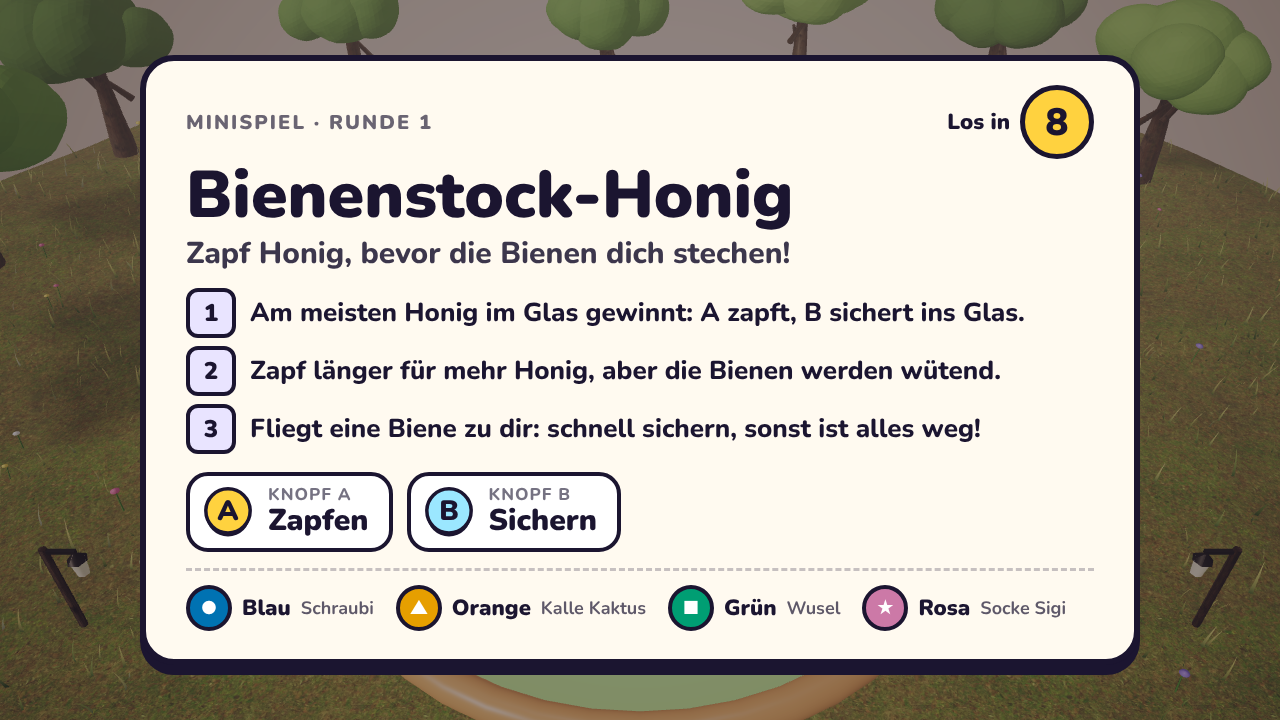 MINISPIEL · RUNDE 1
Los in 8
Bienenstock-Honig
Zapf Honig, bevor die Bienen dich stechen!
1 Am meisten Honig im Glas gewinnt: A zapft, B sichert ins Glas.
2 Zapf länger für mehr Honig, aber die Bienen werden wütend.
3 Fliegt eine Biene zu dir: schnell sichern, sonst ist alles weg!
A KNOPF A Zapfen
B KNOPF B Sichern
Blau Schraubi Orange Kalle Kaktus Grün Wusel Rosa Socke Sigi